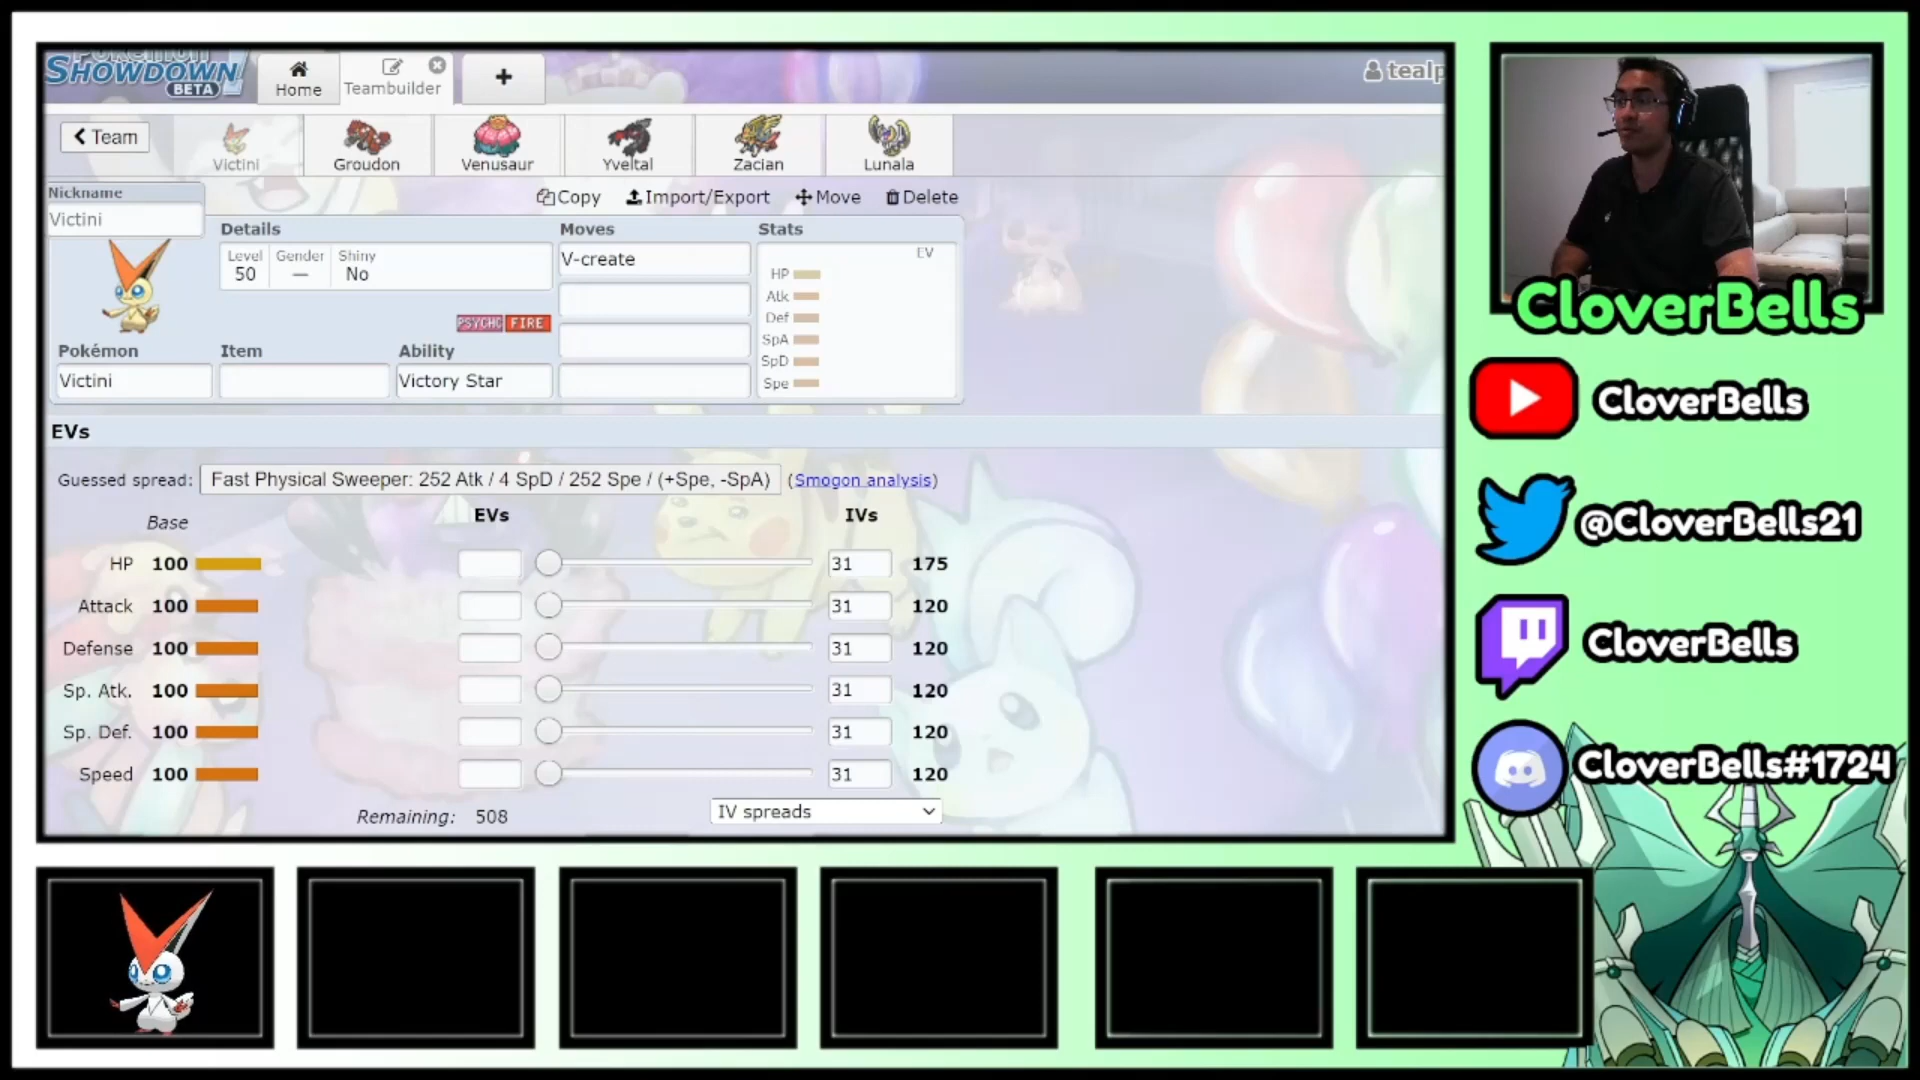 Pokémon
SHOWDOWN
BETA
Home
Teambuilder
+
tealp
Team
Victini
Groudon
Venusaur
Yveltal
Zacian
Lunala
Nickname
Victini
Copy
Import/Export
Move
Delete
Details
Moves
Stats
Level
50
Gender
—
Shiny
No
V-create
EV
HP
Atk
Def
SpA
SpD
Spe
PSYCHC FIRE
Pokémon
Item
Ability
Victini
Victory Star
EVs
Guessed spread: Fast Physical Sweeper: 252 Atk / 4 SpD / 252 Spe / (+Spe, -SpA) (Smogon analysis)
Base
EVs
IVs
HP 100 31 175
Attack 100 31 120
Defense 100 31 120
Sp. Atk. 100 31 120
Sp. Def. 100 31 120
Speed 100 31 120
Remaining: 508
IV spreads
CloverBells
CloverBells
@CloverBells21
CloverBells
CloverBells#1724